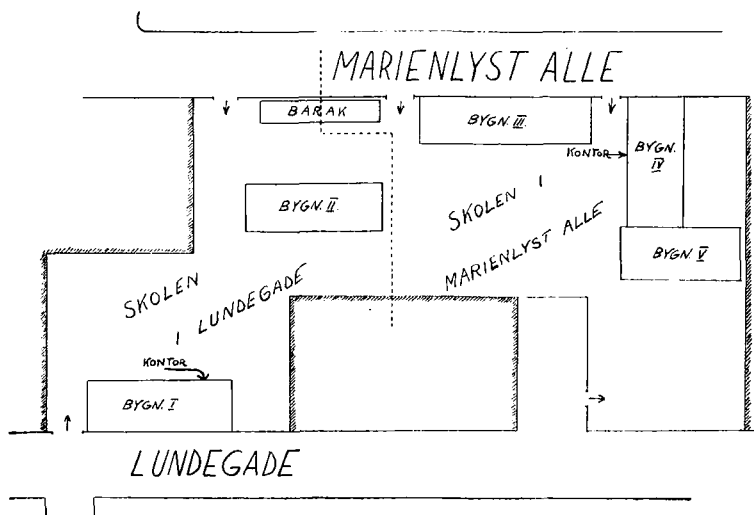 MARIENLYST ALLE
BARAK
BYGN. III.
KONTOR
BYGN.
IV
BYGN. II.
SKOLEN I
MARIENLYST ALLE
BYGN. V
SKOLEN
I LUNDEGADE
KONTOR
BYGN. I
LUNDEGADE